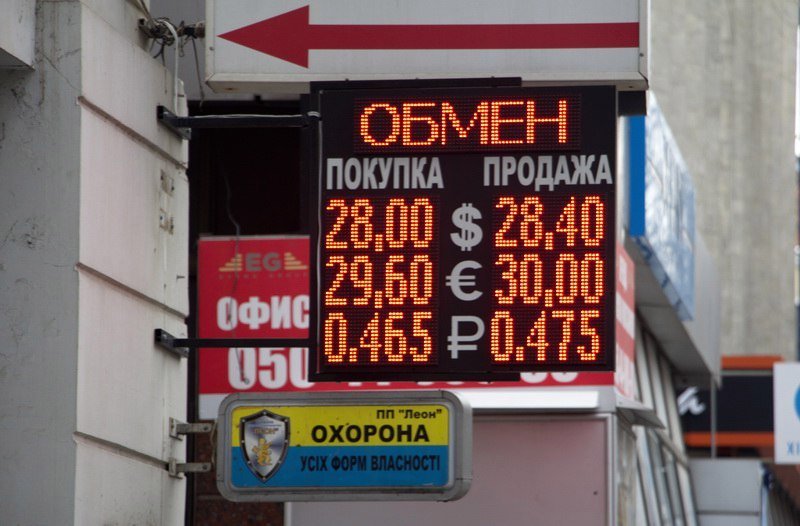 ОБМЕН
ПОКУПКА ПРОДАЖА
28,00 $ 28,40
29,60 € 30,00
0.465 ₽ 0.475
EG
ОФИС
050
ПП "Леон"
ОХОРОНА
УСІХ ФОРМ ВЛАСНОСТІ